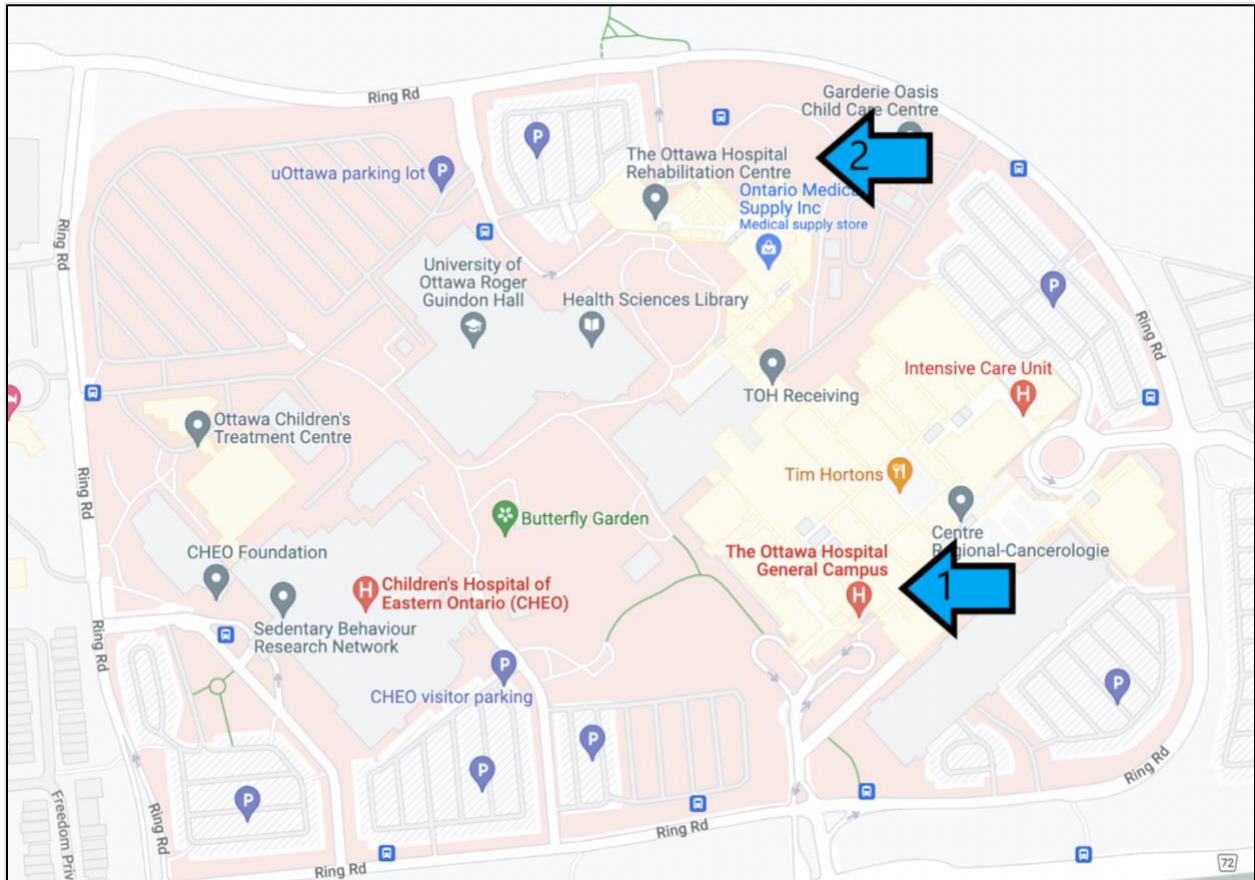 Ring Rd
Garderie Oasis
Child Care Centre
uOttawa parking lot
P
P
The Ottawa Hospital
Rehabilitation Centre
2
Ontario Medical
Supply Inc
Medical supply store
Ring Rd
University of
Ottawa Roger
Guindon Hall
Health Sciences Library
P
Ring Rd
TOH Receiving
Intensive Care Unit
H
Ottawa Children's
Treatment Centre
Tim Hortons
Ring Rd
Butterfly Garden
Centre
Regional-Cancerologie
CHEO Foundation
The Ottawa Hospital
General Campus
H
1
H
Children's Hospital of
Eastern Ontario (CHEO)
Sedentary Behaviour
Research Network
Ring Rd
P
CHEO visitor parking
P
P
P
P
Ring Rd
Freedom Priv
Ring Rd
Ring Rd
Ring Rd
72